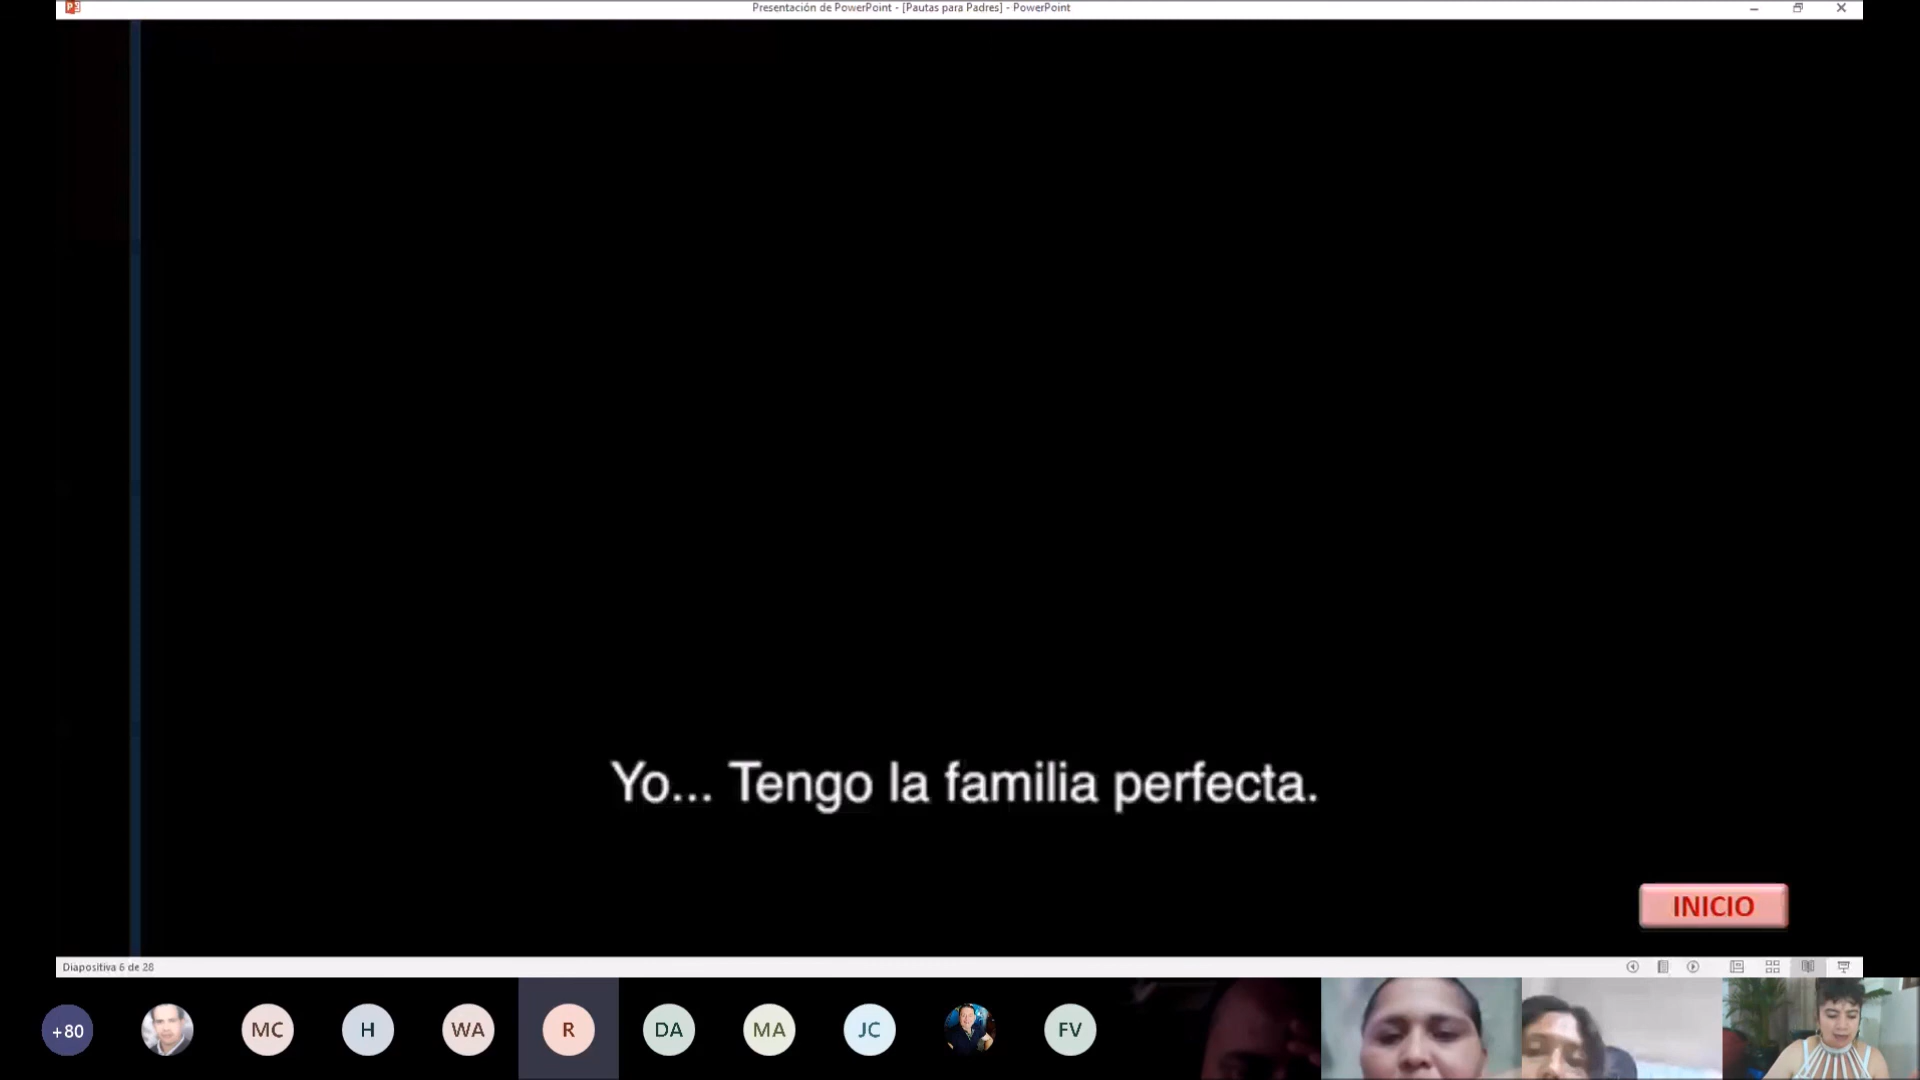 Presentación de PowerPoint - [Pautas para Padres] - PowerPoint
Yo... Tengo la familia perfecta.
INICIO
Diapositiva 6 de 28
+80
MC
H
WA
R
DA
MA
JC
FV